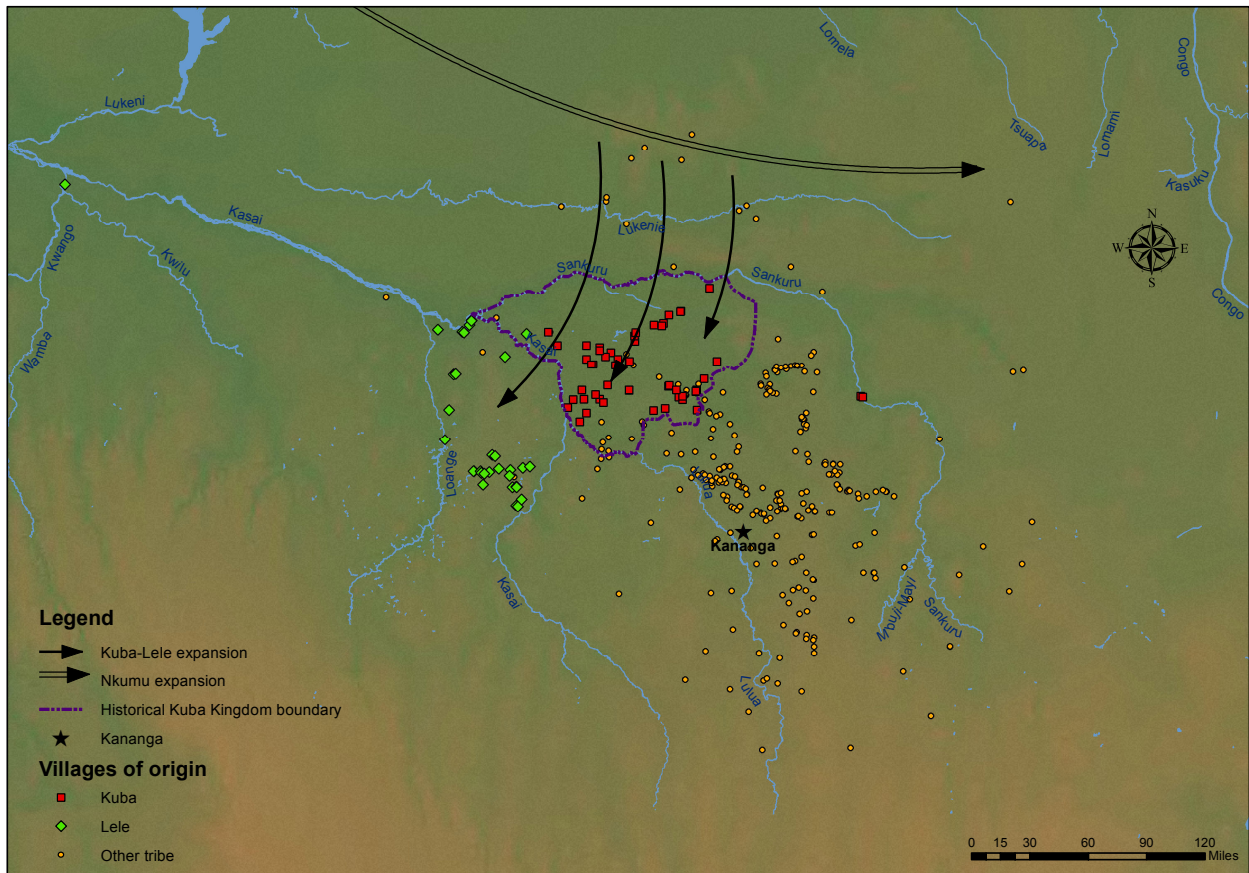 Lomela
Congo
Lukeni
Tsuapa
Lomami
Kasuku
Kasai
Kwango
Kwilu
Lukenie
N
W E
S
Sankuru
Sankuru
Congo
Wamba
Kasai
Loange
Kananga
Kasai
M'buji-Mayi
Sankuru
Lulua
Legend
Kuba-Lele expansion
Nkumu expansion
Historical Kuba Kingdom boundary
Kananga
Villages of origin
Kuba
Lele
Other tribe
0 15 30 60 90 120
Miles